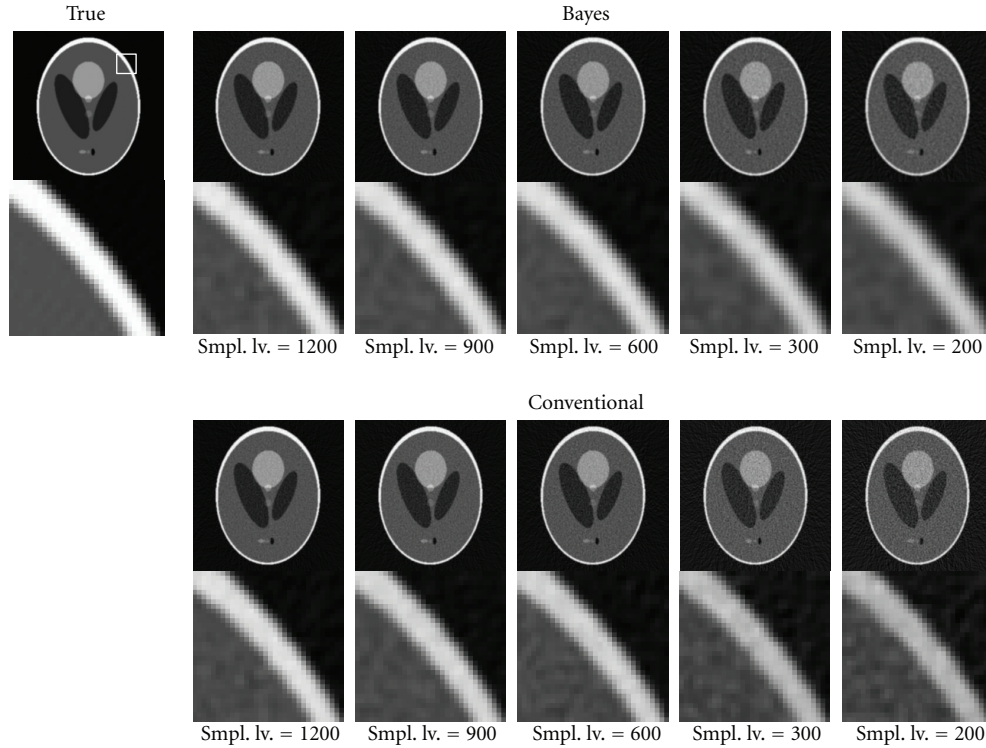 True
Bayes
Smpl. lv. = 1200
Smpl. lv. = 900
Smpl. lv. = 600
Smpl. lv. = 300
Smpl. lv. = 200
Conventional
Smpl. lv. = 1200
Smpl. lv. = 900
Smpl. lv. = 600
Smpl. lv. = 300
Smpl. lv. = 200